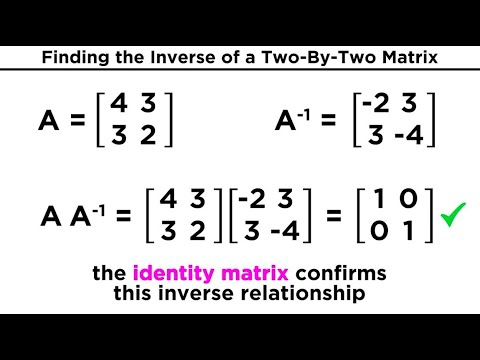 Finding the Inverse of a Two-By-Two Matrix
A = [4 3
3 2]
A⁻¹ = [-2 3
3 -4]
A A⁻¹ = [4 3
3 2] [-2 3
3 -4] = [1 0
0 1] ✓
the identity matrix confirms
this inverse relationship